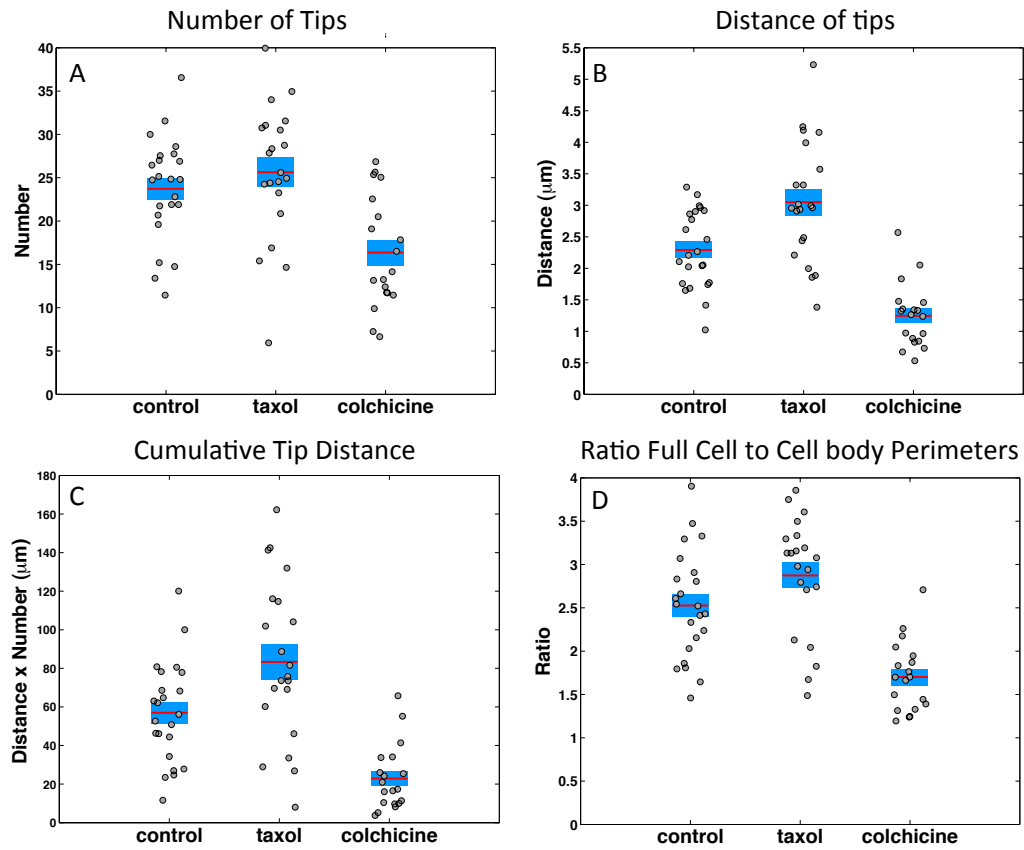 Number of Tips
A
Number
40
35
30
25
20
15
10
5
0
control taxol colchicine
Distance of tips
B
Distance (μm)
5.5
5
4.5
4
3.5
3
2.5
2
1.5
1
0.5
0
control taxol colchicine
Cumulative Tip Distance
C
Distance x Number (μm)
180
160
140
120
100
80
60
40
20
0
control taxol colchicine
Ratio Full Cell to Cell body Perimeters
D
Ratio
4
3.5
3
2.5
2
1.5
1
0.5
0
control taxol colchicine